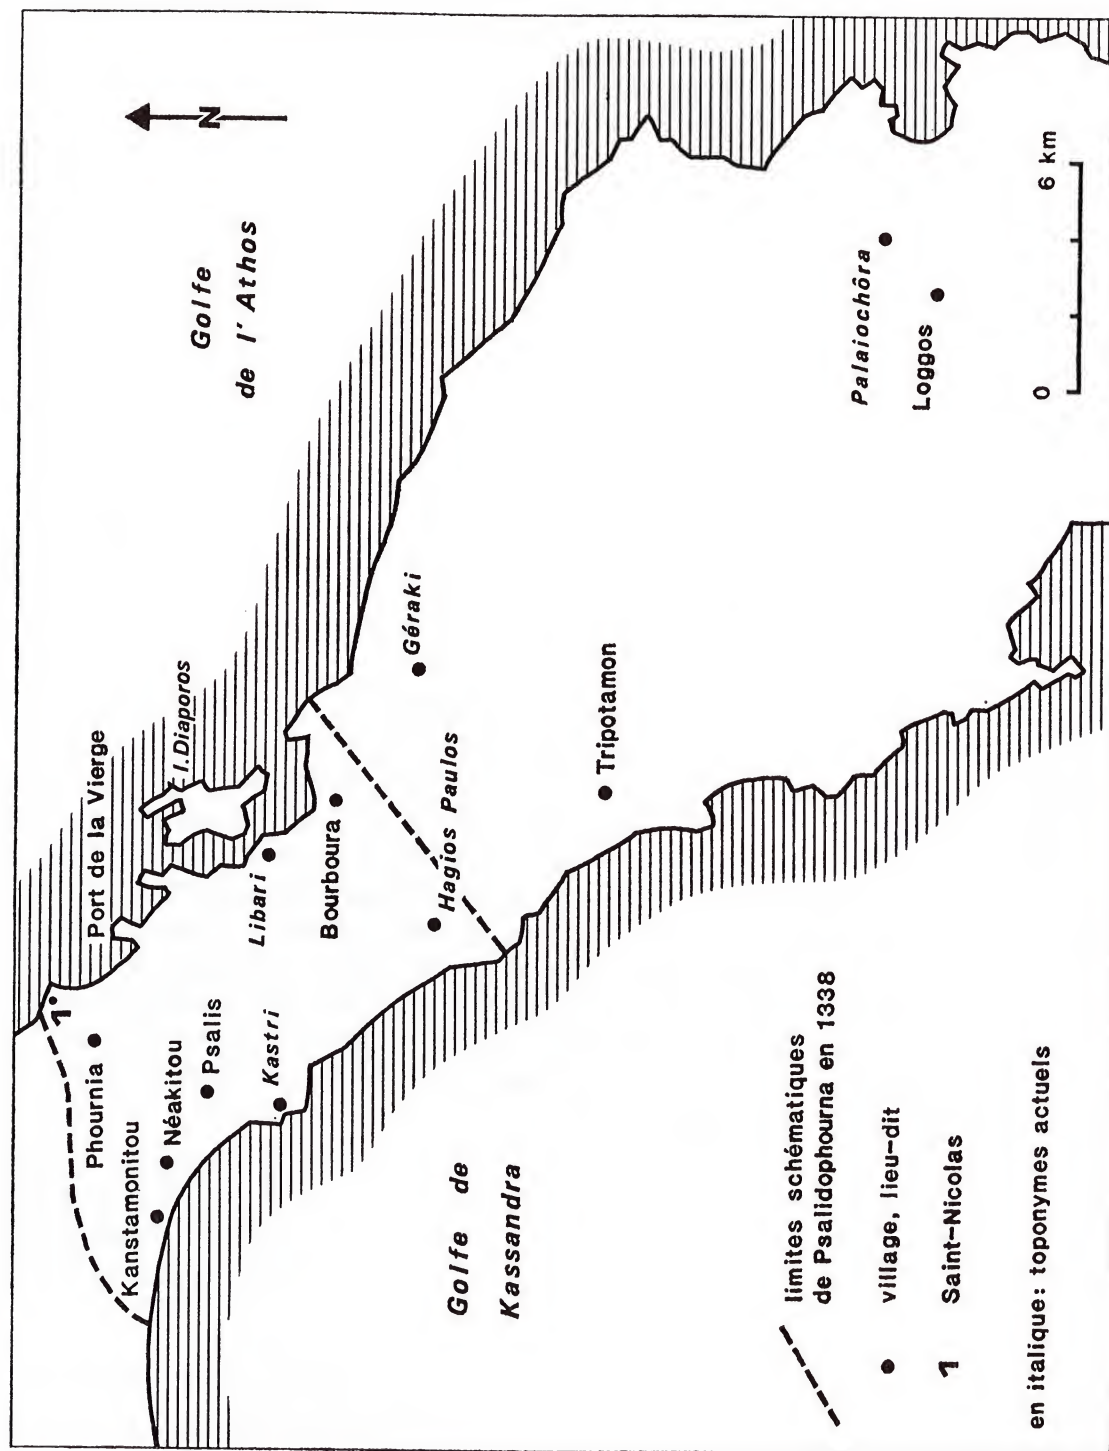 N
Golfe
de l'Athos
Port de la Vierge
I. Diaporos
1
Phournia
Kanstamonitou
Néakitou
Psalis
Kastri
Libari
Bourboura
Hagios Paulos
Géraki
Tripotamon
Palaiochôra
Loggos
Golfe de
Kassandra
0 6 km
limites schématiques
de Psalidophourna en 1338
village, lieu-dit
1 Saint-Nicolas
en italique: toponymes actuels